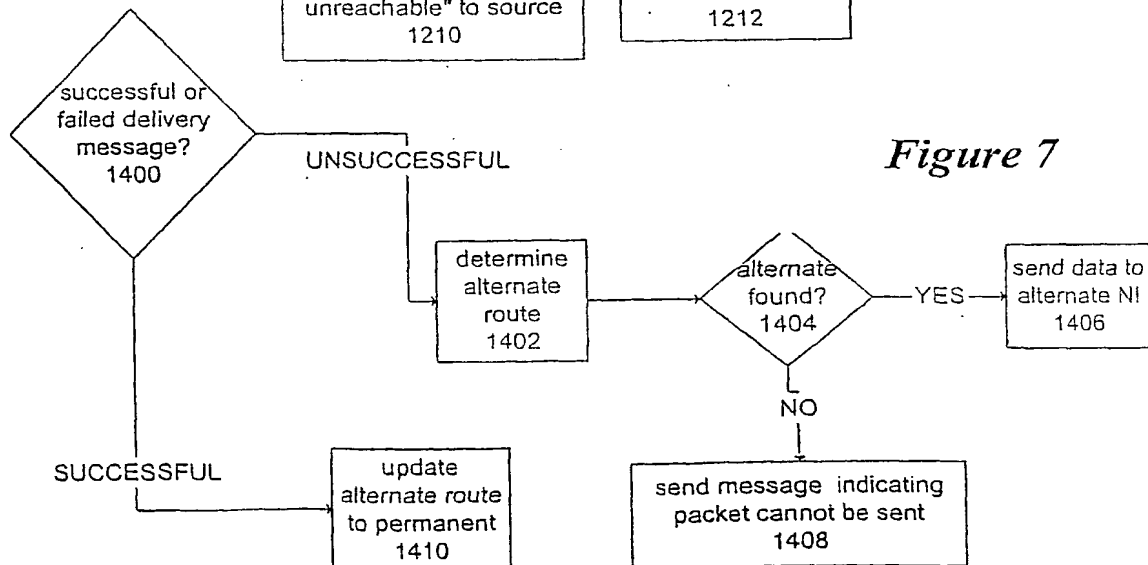 unreachable" to source
1210
1212
successful or
failed delivery
message?
1400
UNSUCCESSFUL
Figure 7
determine
alternate
route
1402
alternate
found?
1404
YES
send data to
alternate NI
1406
NO
SUCCESSFUL
update
alternate route
to permanent
1410
send message indicating
packet cannot be sent
1408